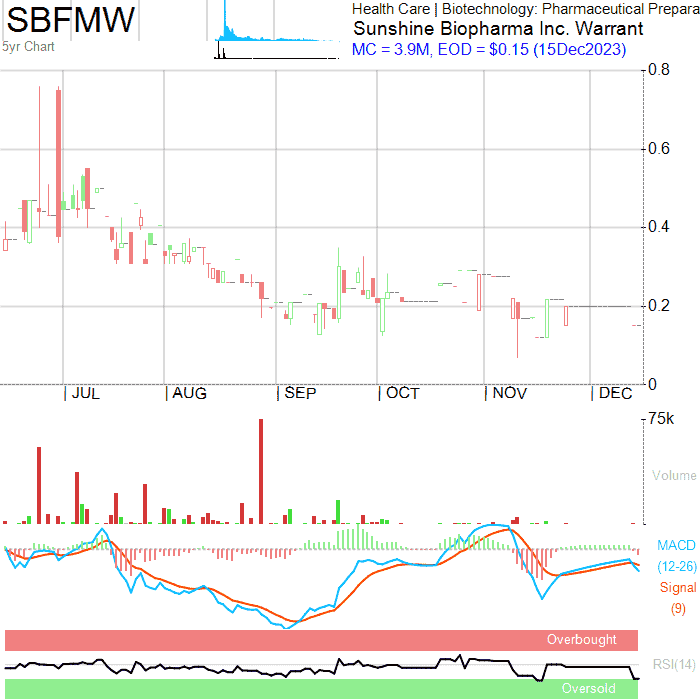 SBFMW
5yr Chart
Health Care | Biotechnology: Pharmaceutical Prepara
Sunshine Biopharma Inc. Warrant
MC = 3.9M, EOD = $0.15 (15Dec2023)
0.8
0.6
0.4
0.2
0
JUL AUG SEP OCT NOV DEC
75k
Volume
MACD
(12-26)
Signal
(9)
Overbought
RSI(14)
Oversold